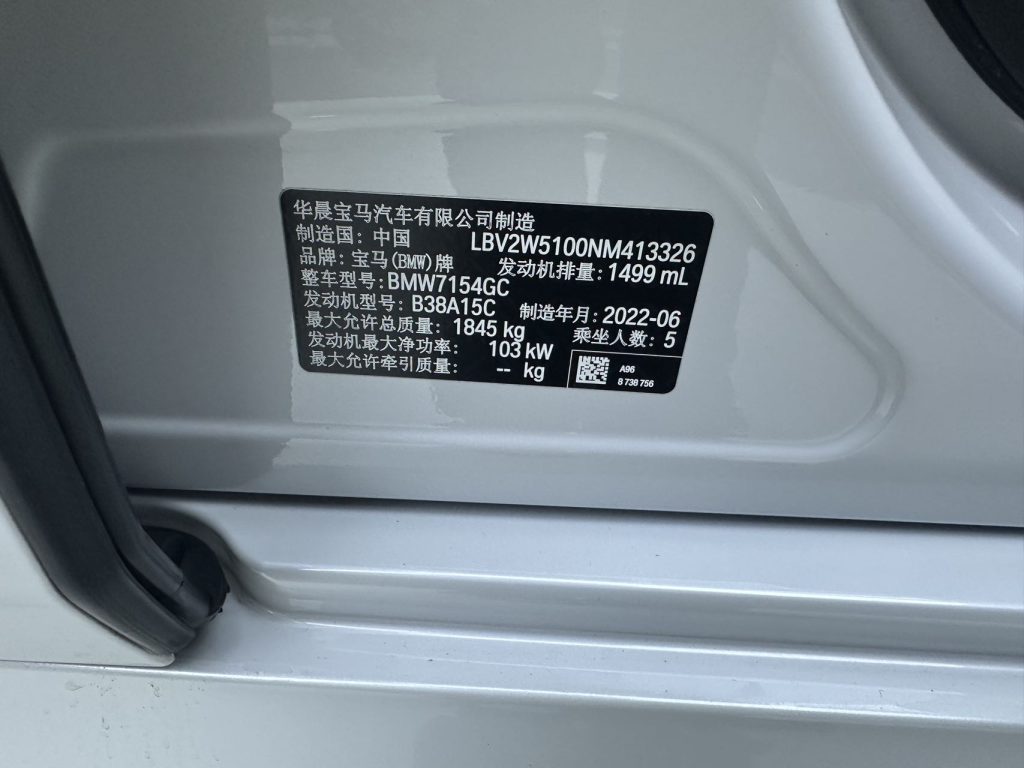 华晨宝马汽车有限公司制造
制造国: 中国 LBV2W5100NM413326
品牌: 宝马(BMW)牌 发动机排量: 1499 mL
整车型号: BMW7154GC
发动机型号: B38A15C 制造年月: 2022-06
最大允许总质量: 1845 kg 乘坐人数: 5
发动机最大净功率: 103 kW
最大允许牵引质量: -- kg
A96
8 738 756